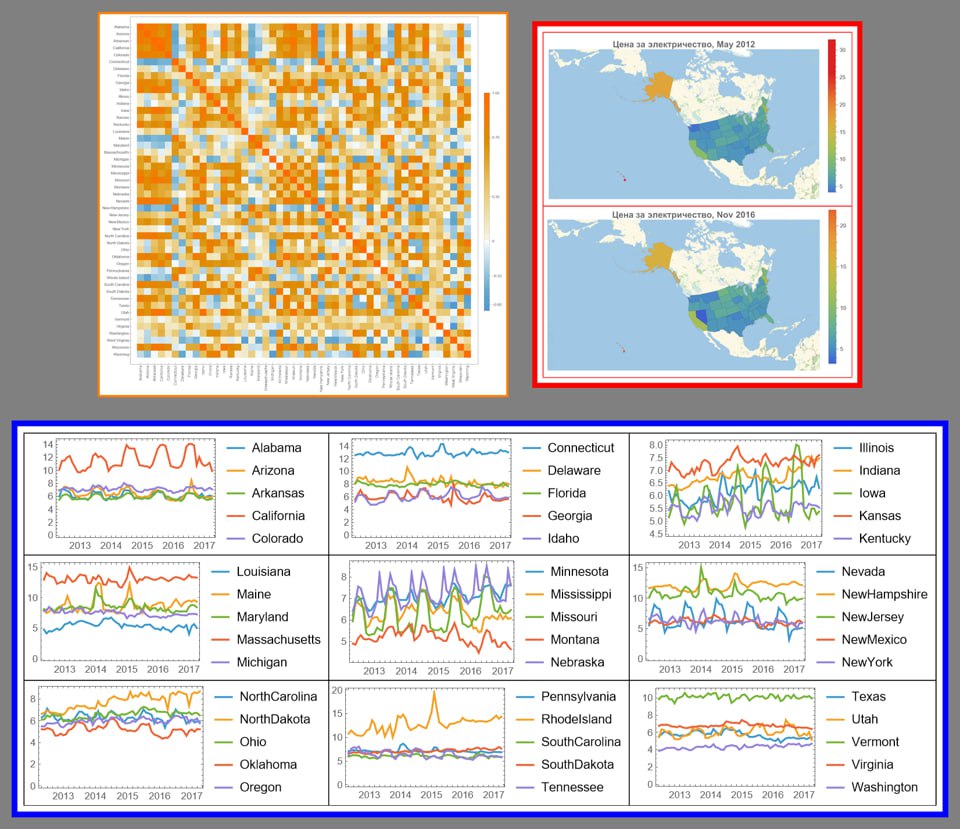 Alabama
Arizona
Arkansas
California
Colorado
Connecticut
Delaware
Florida
Georgia
Idaho
Illinois
Indiana
Iowa
Kansas
Kentucky
Louisiana
Maine
Maryland
Massachusetts
Michigan
Minnesota
Mississippi
Missouri
Montana
Nebraska
Nevada
New Hampshire
New Jersey
New Mexico
New York
North Carolina
North Dakota
Ohio
Oklahoma
Oregon
Pennsylvania
Rhode Island
South Carolina
South Dakota
Tennessee
Texas
Utah
Vermont
Virginia
Washington
West Virginia
Wisconsin
Wyoming
Цена за электричество, May 2012
30
25
20
15
10
5
Цена за электричество, Nov 2016
20
15
10
5
14
12
10
8
6
4
2
0
2013 2014 2015 2016 2017
Alabama
Arizona
Arkansas
California
Colorado
14
12
10
8
6
4
2
0
2013 2014 2015 2016 2017
Connecticut
Delaware
Florida
Georgia
Idaho
8.0
7.5
7.0
6.5
6.0
5.5
5.0
4.5
2013 2014 2015 2016 2017
Illinois
Indiana
Iowa
Kansas
Kentucky
15
10
5
0
2013 2014 2015 2016 2017
Louisiana
Maine
Maryland
Massachusetts
Michigan
8
7
6
5
2013 2014 2015 2016 2017
Minnesota
Mississippi
Missouri
Montana
Nebraska
15
10
5
0
2013 2014 2015 2016 2017
Nevada
NewHampshire
NewJersey
NewMexico
NewYork
8
6
4
2
0
2013 2014 2015 2016 2017
NorthCarolina
NorthDakota
Ohio
Oklahoma
Oregon
20
15
10
5
0
2013 2014 2015 2016 2017
Pennsylvania
RhodeIsland
SouthCarolina
SouthDakota
Tennessee
10
8
6
4
2
0
2013 2014 2015 2016 2017
Texas
Utah
Vermont
Virginia
Washington